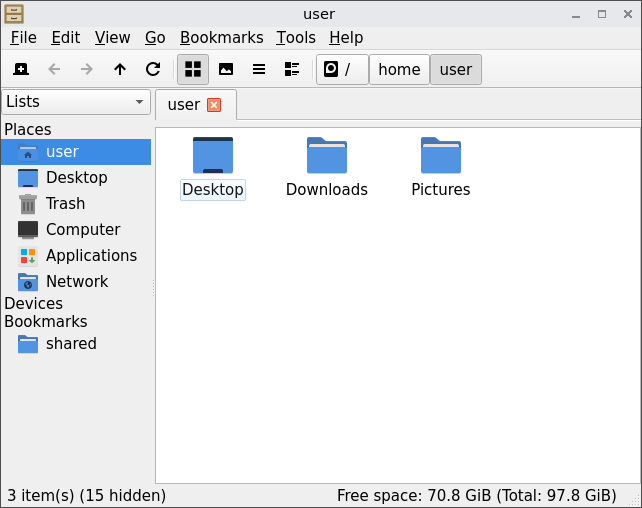 user
File Edit View Go Bookmarks Tools Help
/ home user
Lists
user
Places
user
Desktop
Trash
Computer
Applications
Network
Devices
Bookmarks
shared
Desktop Downloads Pictures
3 item(s) (15 hidden) Free space: 70.8 GiB (Total: 97.8 GiB)